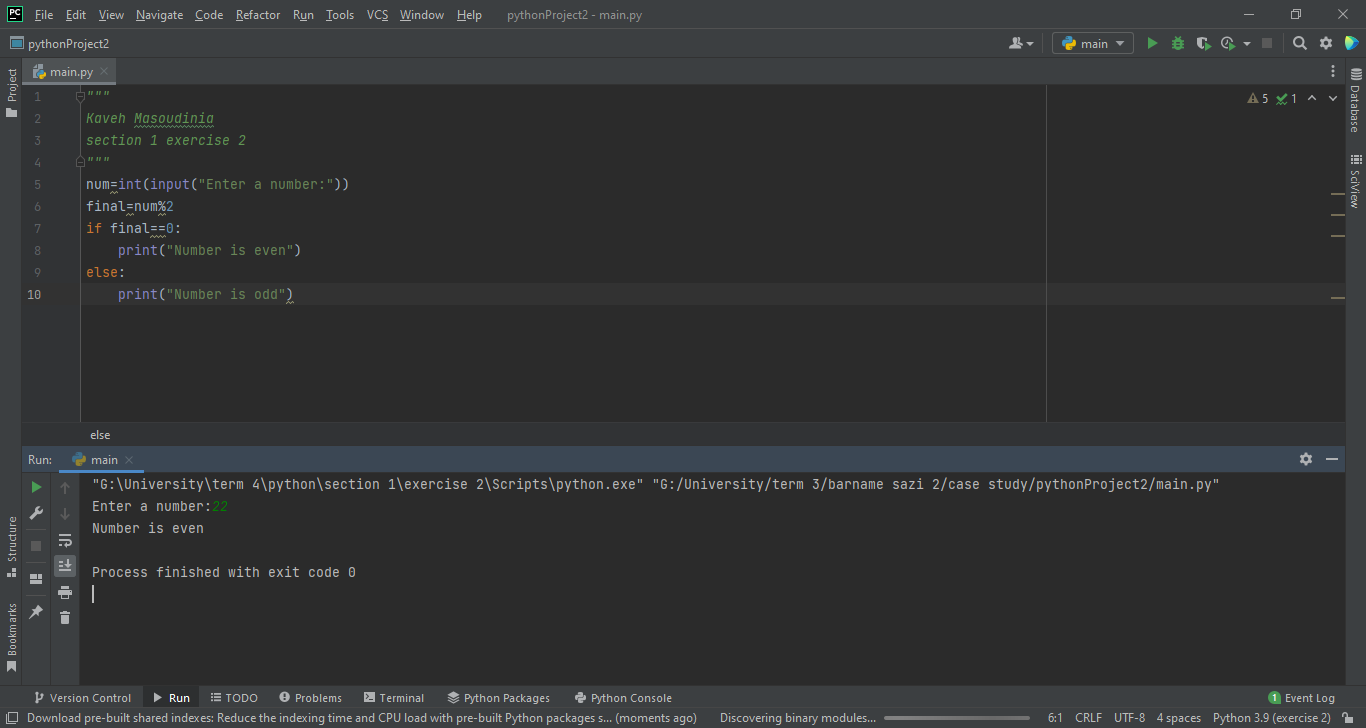 PC File Edit View Navigate Code Refactor Run Tools VCS Window Help pythonProject2 - main.py
pythonProject2
main
Project
main.py
5 1
Database
SciView
1 """
2 Kaveh Masoudinia
3 section 1 exercise 2
4 """
5 num=int(input("Enter a number:"))
6 final=num%2
7 if final==0:
8 print("Number is even")
9 else:
10 print("Number is odd")
else
Run: main
"G:\University\term 4\python\section 1\exercise 2\Scripts\python.exe" "G:/University/term 3/barname sazi 2/case study/pythonProject2/main.py"
Enter a number:22
Number is even
Process finished with exit code 0
Structure
Bookmarks
Version Control Run TODO Problems Terminal Python Packages Python Console 1 Event Log
Download pre-built shared indexes: Reduce the indexing time and CPU load with pre-built Python packages s... (moments ago) Discovering binary modules... 6:1 CRLF UTF-8 4 spaces Python 3.9 (exercise 2)